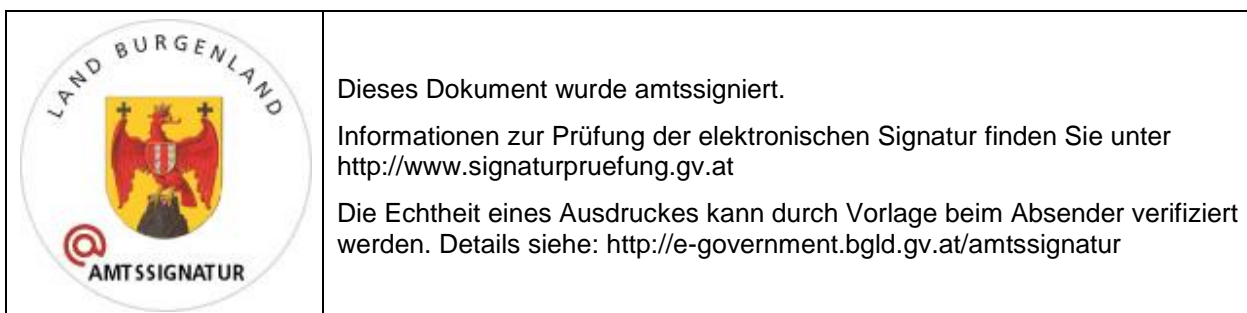 LAND BURGENLAND
@
AMTSSIGNATUR
Dieses Dokument wurde amtssigniert.
Informationen zur Prüfung der elektronischen Signatur finden Sie unter
http://www.signaturpruefung.gv.at
Die Echtheit eines Ausdruckes kann durch Vorlage beim Absender verifiziert
werden. Details siehe: http://e-government.bgld.gv.at/amtssignatur